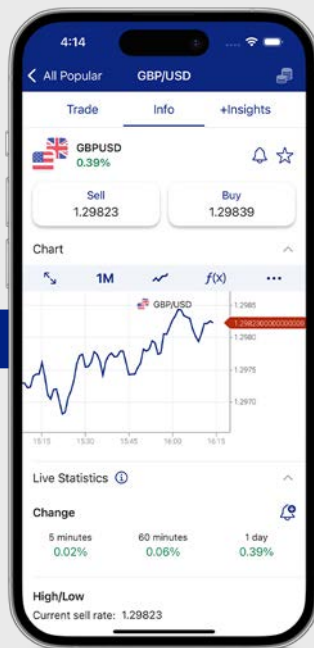 4:14
All Popular GBP/USD
Trade Info +Insights
GBPUSD
0.39%
Sell Buy
1.29823 1.29839
Chart
1M f(x) ...
GBP/USD
1.2985
1.29823000000000000
1.2980
1.2975
1.2970
15:15 15:30 15:45 16:00 16:15
Live Statistics
Change
5 minutes 60 minutes 1 day
0.02% 0.06% 0.39%
High/Low
Current sell rate: 1.29823